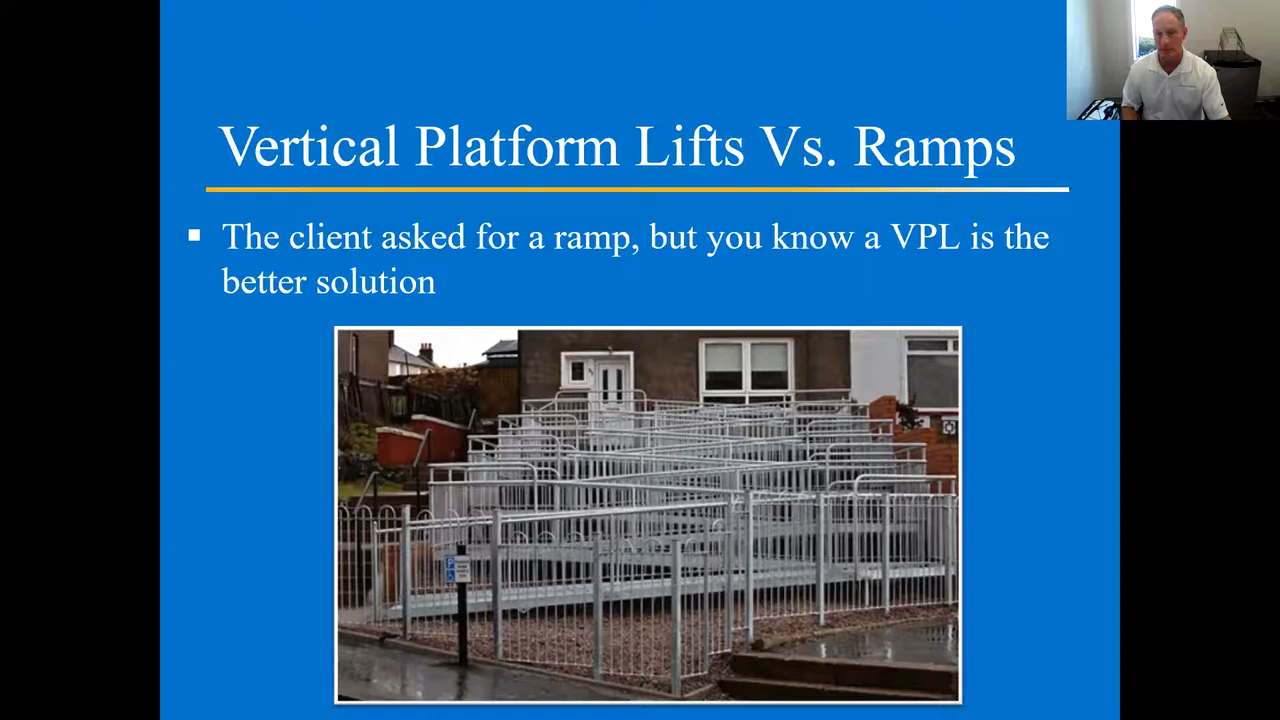 Vertical Platform Lifts Vs. Ramps
The client asked for a ramp, but you know a VPL is the
better solution